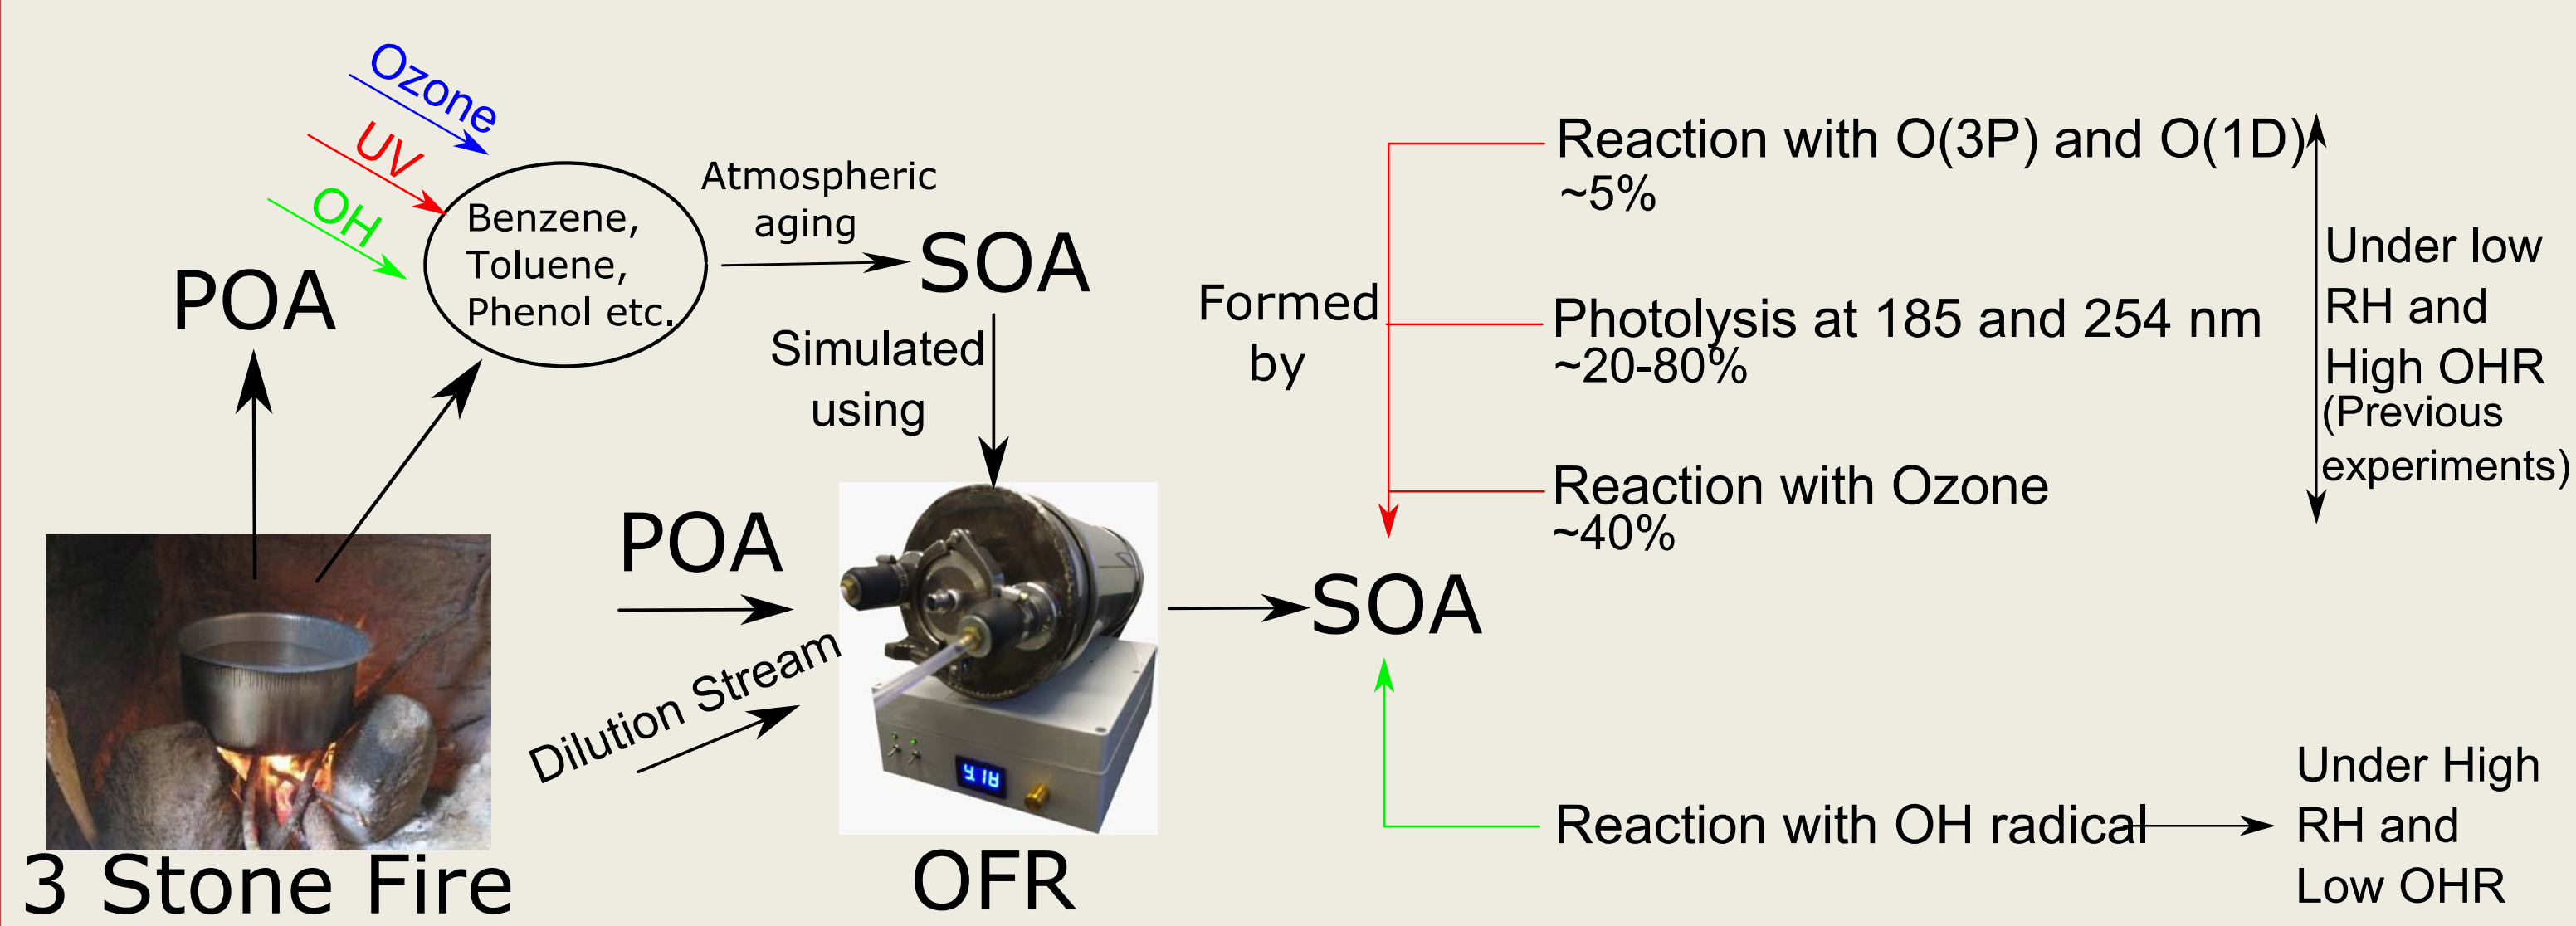 Ozone
UV
OH
POA
Benzene,
Toluene,
Phenol etc.
Atmospheric
aging
SOA
Simulated
using
3 Stone Fire
POA
Dilution Stream
OFR
SOA
Formed
by
Reaction with O(3P) and O(1D)
~5%
Photolysis at 185 and 254 nm
~20-80%
Reaction with Ozone
~40%
Under low
RH and
High OHR
(Previous
experiments)
Reaction with OH radical
Under High
RH and
Low OHR